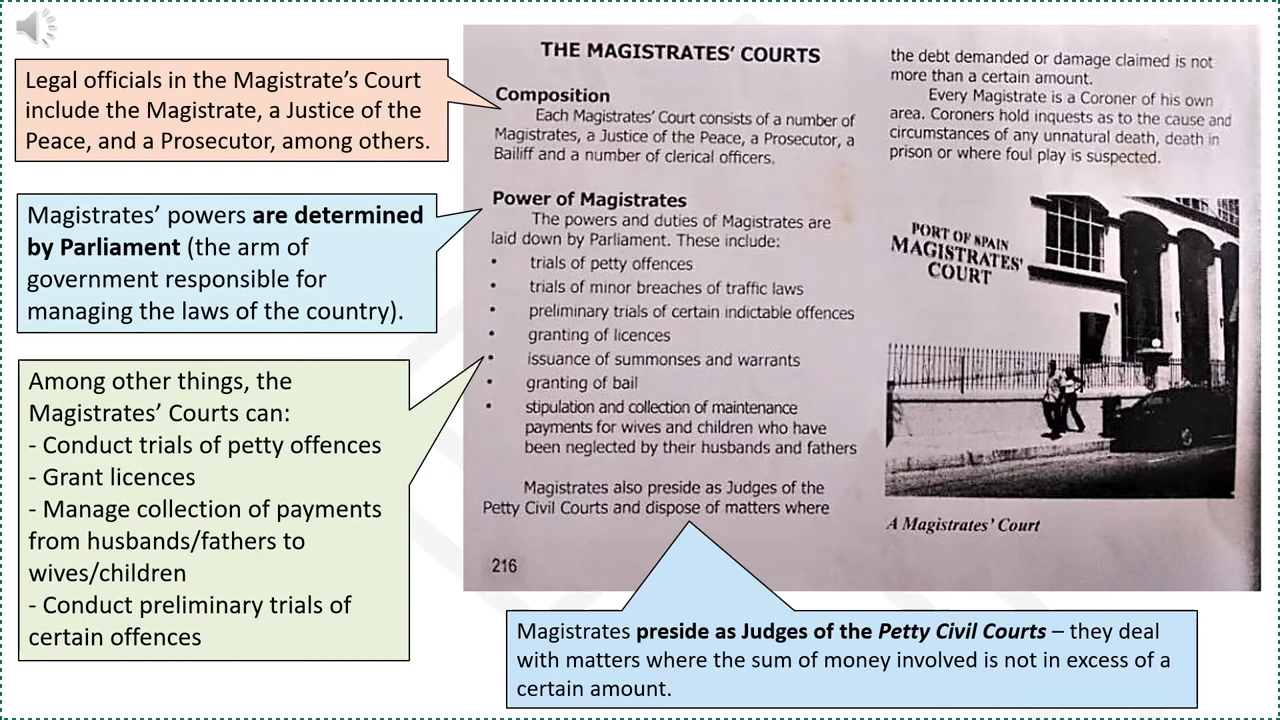 Legal officials in the Magistrate's Court
include the Magistrate, a Justice of the
Peace, and a Prosecutor, among others.
Magistrates' powers are determined
by Parliament (the arm of
government responsible for
managing the laws of the country).
Among other things, the
Magistrates' Courts can:
- Conduct trials of petty offences
- Grant licences
- Manage collection of payments
from husbands/fathers to
wives/children
- Conduct preliminary trials of
certain offences
THE MAGISTRATES' COURTS
Composition
Each Magistrates' Court consists of a number of
Magistrates, a Justice of the Peace, a Prosecutor, a
Bailiff and a number of clerical officers.
Power of Magistrates
The powers and duties of Magistrates are
laid down by Parliament. These include:
• trials of petty offences
• trials of minor breaches of traffic laws
• preliminary trials of certain indictable offences
• granting of licences
• issuance of summonses and warrants
• granting of bail
• stipulation and collection of maintenance
payments for wives and children who have
been neglected by their husbands and fathers
Magistrates also preside as Judges of the
Petty Civil Courts and dispose of matters where
216
the debt demanded or damage claimed is not
more than a certain amount.
Every Magistrate is a Coroner of his own
area. Coroners hold inquests as to the cause and
circumstances of any unnatural death, death in
prison or where foul play is suspected.
PORT OF SPAIN
MAGISTRATES'
COURT
A Magistrates' Court
Magistrates preside as Judges of the Petty Civil Courts – they deal
with matters where the sum of money involved is not in excess of a
certain amount.